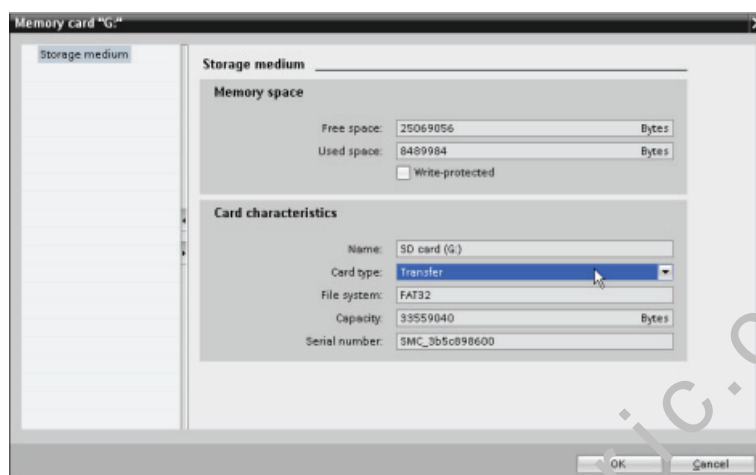 Memory card "G:"
Storage medium
Storage medium
Memory space
Free space: 25069056 Bytes
Used space: 8489984 Bytes
Write-protected
Card characteristics
Name: SD card (G:)
Card type: Transfer
File system: FAT32
Capacity: 33559040 Bytes
Serial number: SMC_3b5c898600
OK Cancel